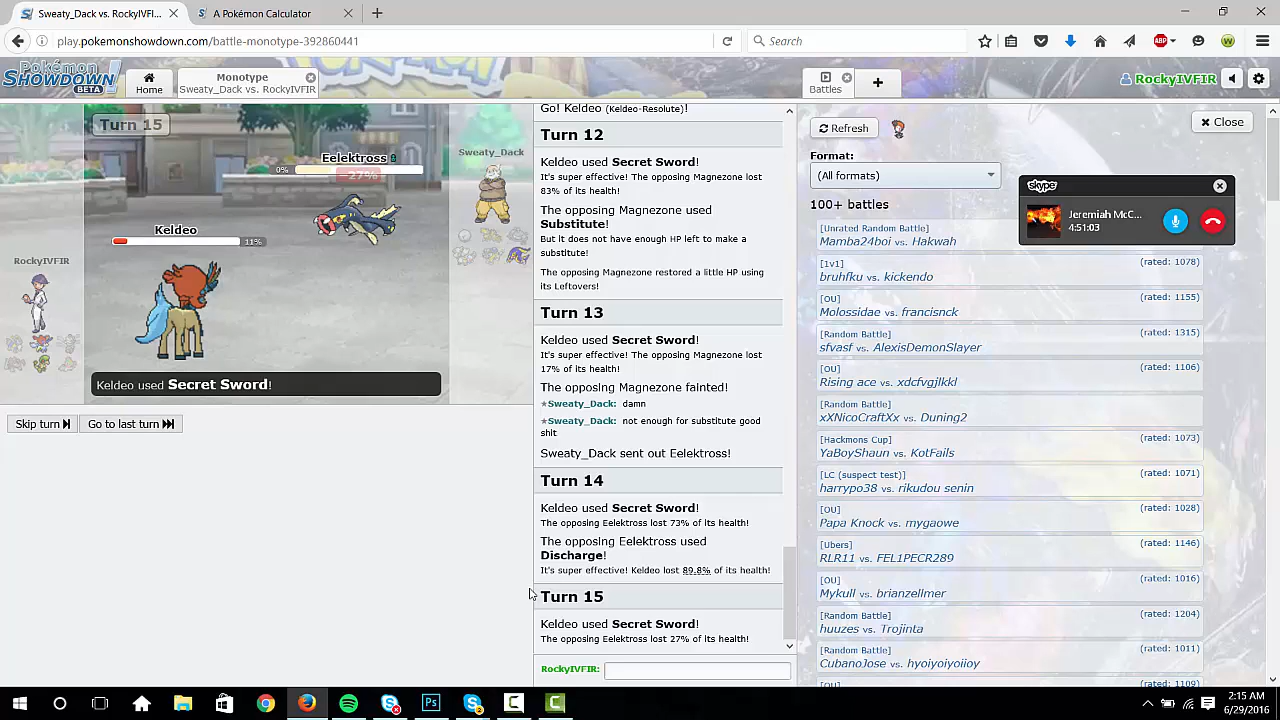 Sweaty_Dack vs. RockyIVFI...
A Pokémon Calculator
play.pokemonshowdown.com/battle-monotype-392860441
Search
ABP
Pokémon
SHOWDOWN!
BETA
Home
Monotype
Sweaty_Dack vs. RockyIVFIR
Battles
RockyIVFIR
Turn 15
Eelektross
0%
−27%
Sweaty_Dack
Keldeo
11%
RockyIVFIR
Keldeo used Secret Sword!
Skip turn
Go to last turn
Go! Keldeo (Keldeo-Resolute)!
Turn 12
Keldeo used Secret Sword!
It's super effective! The opposing Magnezone lost
83% of its health!
The opposing Magnezone used
Substitute!
But it does not have enough HP left to make a
substitute!
The opposing Magnezone restored a little HP using
its Leftovers!
Turn 13
Keldeo used Secret Sword!
It's super effective! The opposing Magnezone lost
17% of its health!
The opposing Magnezone fainted!
★Sweaty_Dack: damn
★Sweaty_Dack: not enough for substitute good
shit
Sweaty_Dack sent out Eelektross!
Turn 14
Keldeo used Secret Sword!
The opposing Eelektross lost 73% of its health!
The opposing Eelektross used
Discharge!
It's super effective! Keldeo lost 89.8% of its health!
Turn 15
Keldeo used Secret Sword!
The opposing Eelektross lost 27% of its health!
RockyIVFIR:
Refresh
Close
Format:
(All formats)
100+ battles
skype
Jeremiah McC...
4:51:03
[Unrated Random Battle]
Mamba24boi vs. Hakwah
[1v1]
(rated: 1078)
bruhfku vs. kickendo
[OU]
(rated: 1155)
Molossidae vs. francisnck
[Random Battle]
(rated: 1315)
sfvasf vs. AlexisDemonSlayer
[OU]
(rated: 1106)
Rising ace vs. xdcfvgjlkkl
[Random Battle]
xXNicoCraftXx vs. Duning2
[Hackmons Cup]
(rated: 1073)
YaBoyShaun vs. KotFails
[LC (suspect test)]
(rated: 1071)
harrypo38 vs. rikudou senin
[OU]
(rated: 1028)
Papa Knock vs. mygaowe
[Ubers]
(rated: 1146)
RLR11 vs. FEL1PECR289
[OU]
(rated: 1016)
Mykull vs. brianzellmer
[Random Battle]
(rated: 1204)
huuzes vs. Trojinta
[Random Battle]
(rated: 1011)
CubanoJose vs. hyoiyoiyoiioy
[OU]
(rated: 1109)
2:15 AM
6/29/2016